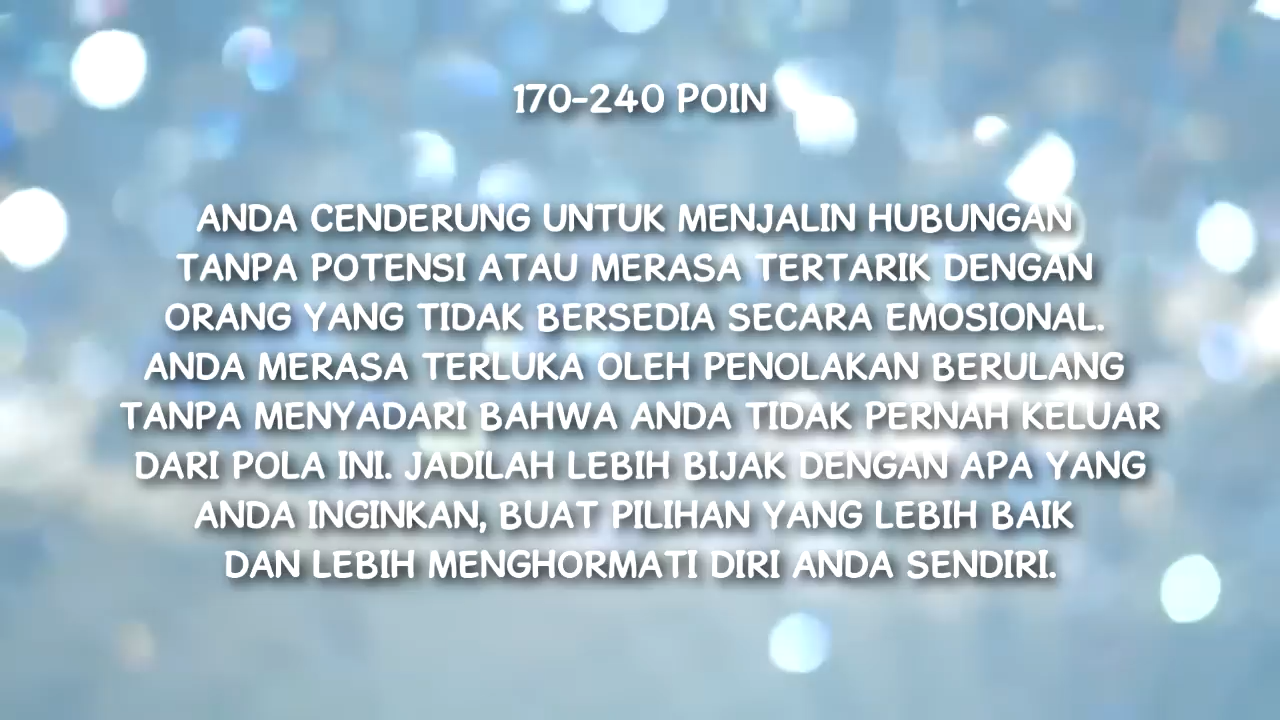 170-240 POIN
ANDA CENDERUNG UNTUK MENJALIN HUBUNGAN
TANPA POTENSI ATAU MERASA TERTARIK DENGAN
ORANG YANG TIDAK BERSEDIA SECARA EMOSIONAL.
ANDA MERASA TERLUKA OLEH PENOLAKAN BERULANG
TANPA MENYADARI BAHWA ANDA TIDAK PERNAH KELUAR
DARI POLA INI. JADILAH LEBIH BIJAK DENGAN APA YANG
ANDA INGINKAN, BUAT PILIHAN YANG LEBIH BAIK
DAN LEBIH MENGHORMATI DIRI ANDA SENDIRI.